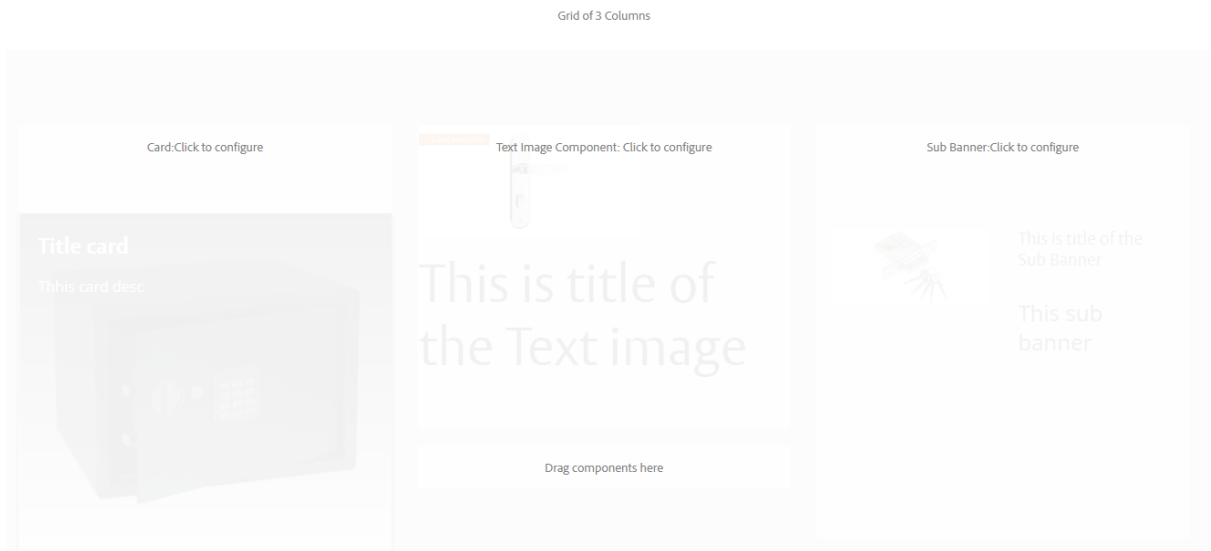 Grid of 3 Columns
Card:Click to configure
Title card
Thhis card desc
Text Image Component: Click to configure
This is title of
the Text image
Drag components here
Sub Banner:Click to configure
This is title of the
Sub Banner
This sub
banner